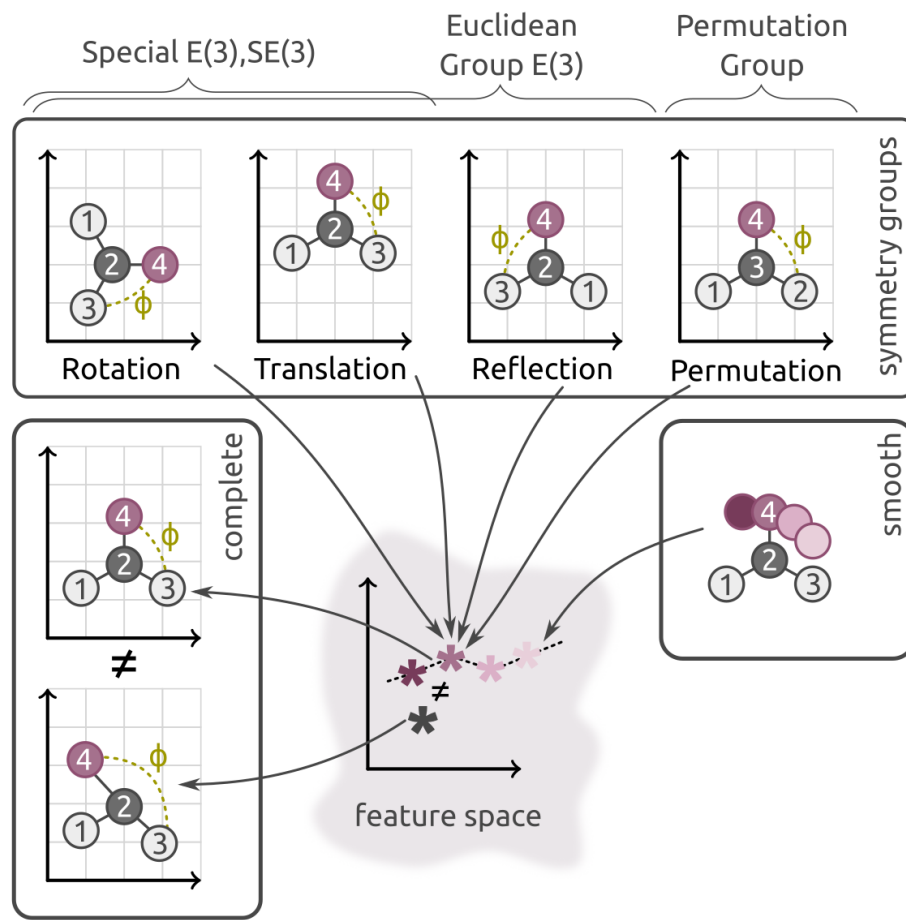 Special E(3),SE(3)
Euclidean
Group E(3)
Permutation
Group
1
2
4
3
ϕ
Rotation
4
ϕ
2
1
3
Translation
4
ϕ
2
3
1
Reflection
4
ϕ
3
1
2
Permutation
symmetry groups
complete
4
ϕ
2
1
3
≠
4
ϕ
2
1
3
smooth
4
2
1
3
*
*
*
*
≠
*
feature space